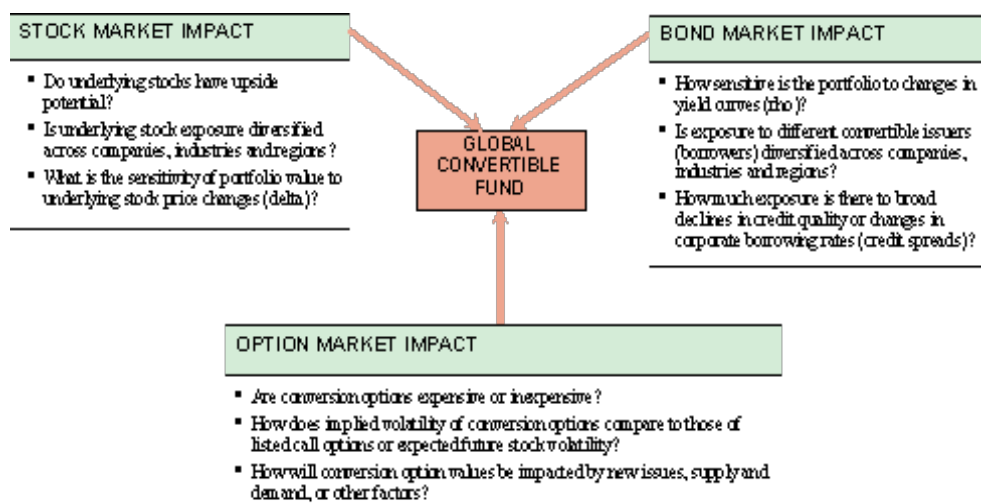 STOCK MARKET IMPACT
▪ Do underlying stocks have upside
potential?
▪ Is underlying stock exposure diversified
across companies, industries and regions?
▪ What is the sensitivity of portfolio value to
underlying stock price changes (delta)?
BOND MARKET IMPACT
▪ How sensitive is the portfolio to changes in
yield curves (rho)?
▪ Is exposure to different convertible issuers
(borrowers) diversified across companies,
industries and regions?
▪ How much exposure is there to broad
declines in credit quality or changes in
corporate borrowing rates (credit spreads)?
GLOBAL
CONVERTIBLE
FUND
OPTION MARKET IMPACT
▪ Are conversion options expensive or inexpensive?
▪ How does implied volatility of conversion options compare to those of
listed call options or expected future stock volatility?
▪ How will conversion option values be impacted by new issues, supply and
demand, or other factors?